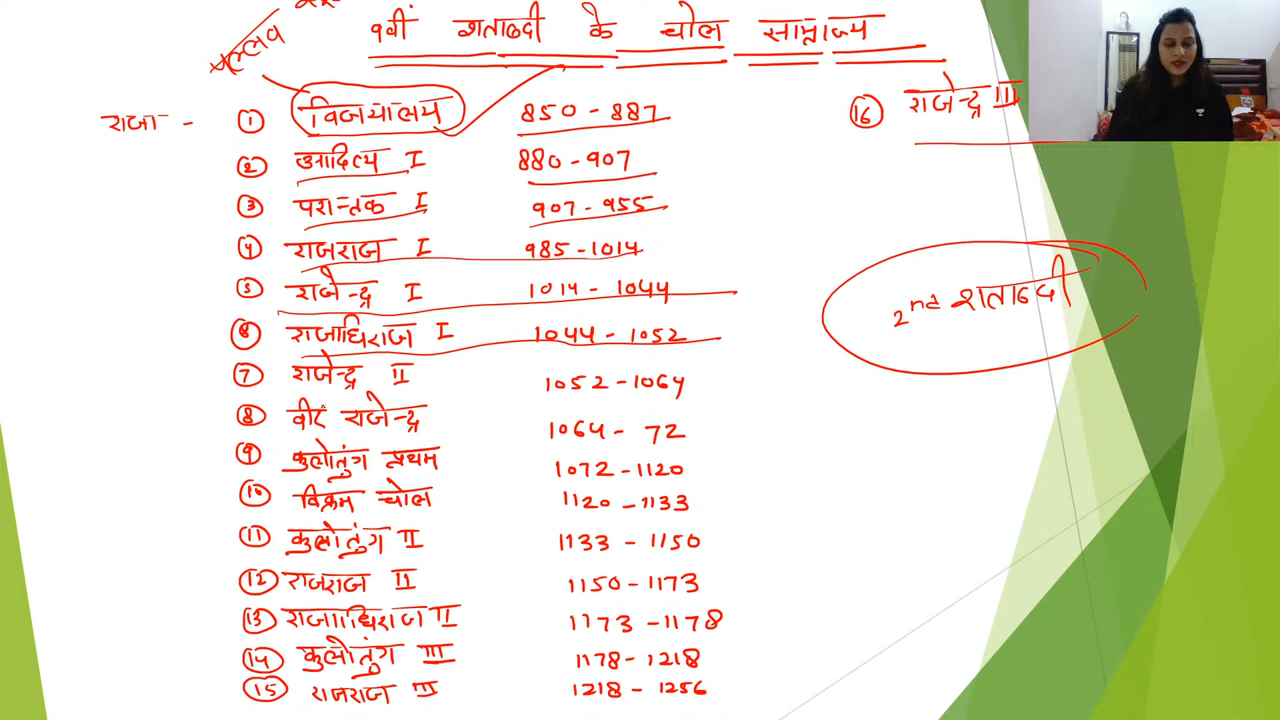 पल्लव
9वी शताब्दी के चोल साम्राज्य
राजा -
① विजयालय 850 - 887
② आदित्य I 880 - 907
③ परान्तक I 907 - 955
④ राजराज I 985 - 1014
⑤ राजेन्द्र I 1014 - 1044
⑥ राजाधिराज I 1044 - 1052
⑦ राजेन्द्र II 1052 - 1064
⑧ वीर राजेन्द्र 1064 - 72
⑨ कुलोतुंग प्रथम 1072 - 1120
⑩ विक्रम चोल 1120 - 1133
⑪ कुलोतुंग II 1133 - 1150
⑫ राजराज II 1150 - 1173
⑬ राजाधिराज II 1173 - 1178
⑭ कुलोतुंग III 1178 - 1218
⑮ राजराज III 1218 - 1256
⑯ राजेन्द्र III
2nd शताब्दी